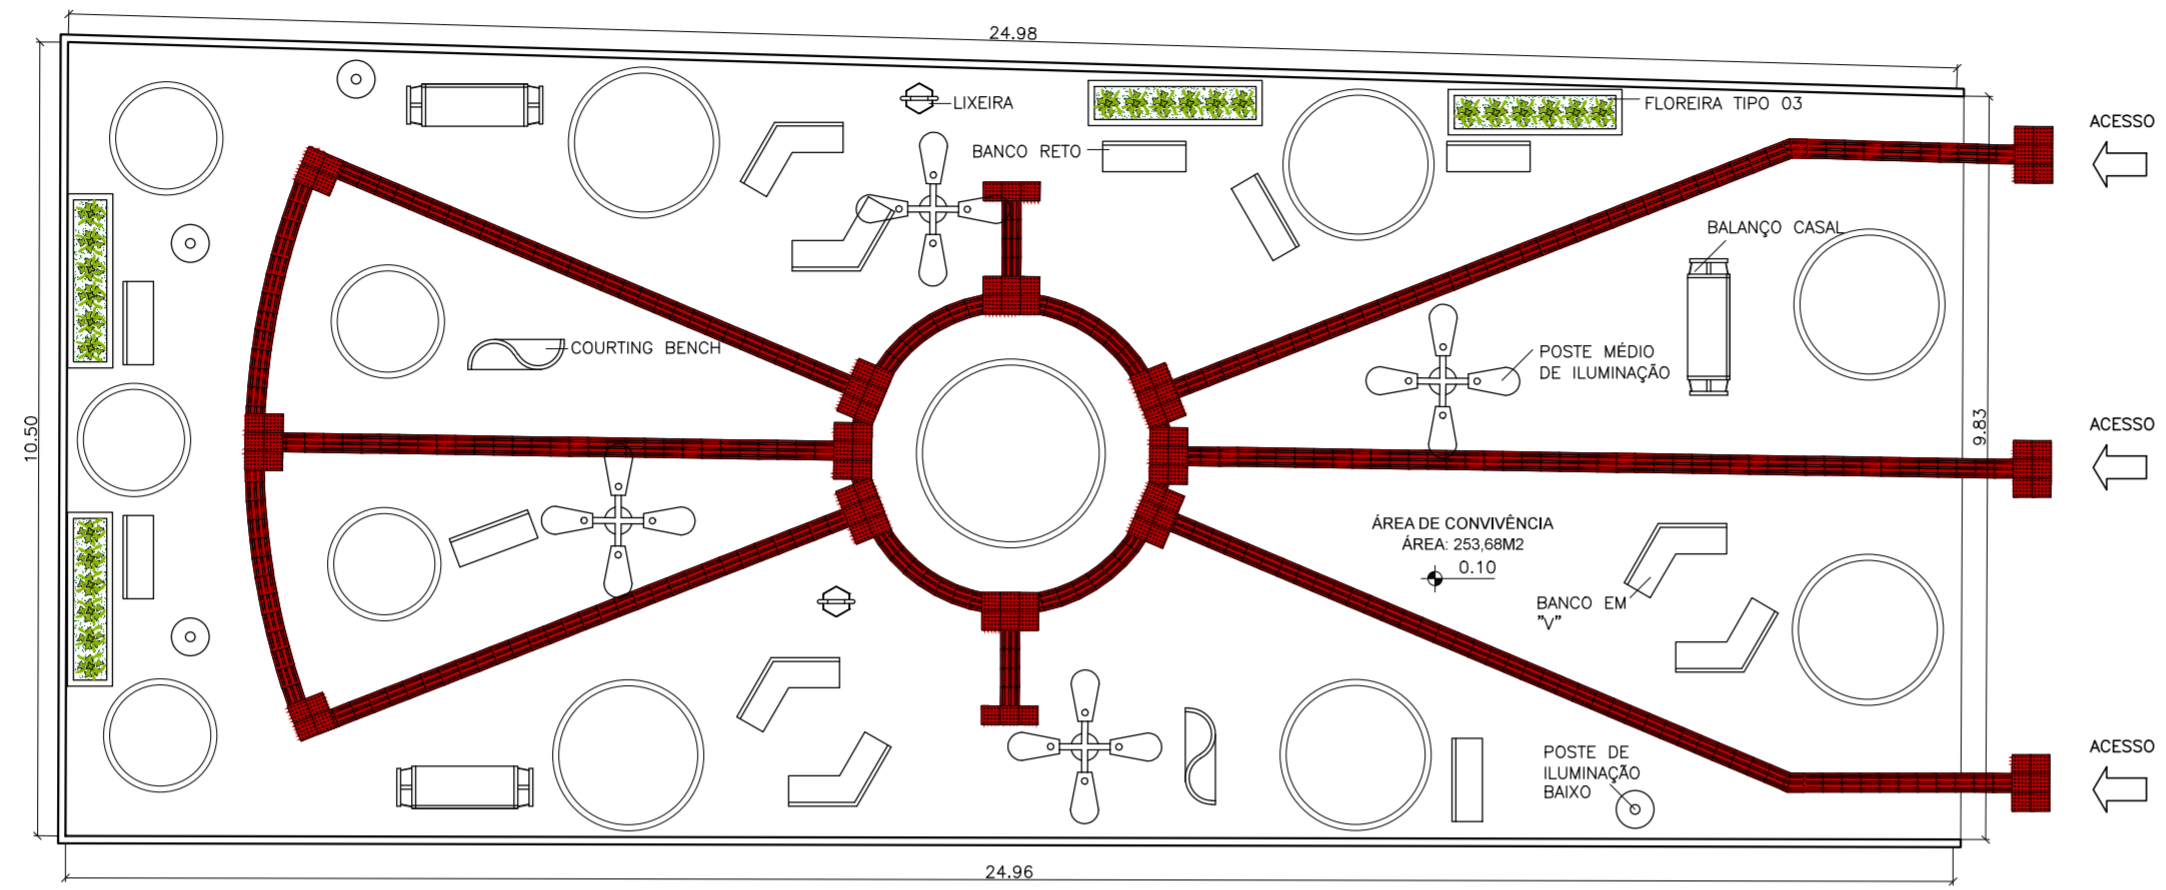 24.98
LIXEIRA
FLOREIRA TIPO 03
ACESSO
BANCO RETO
BALANÇO CASAL
COURTING BENCH
POSTE MÉDIO
DE ILUMINAÇÃO
10.50
9.83
ACESSO
ÁREA DE CONVIVÊNCIA
ÁREA: 253,68M2
0.10
BANCO EM
"V"
POSTE DE
ILUMINAÇÃO
BAIXO
ACESSO
24.96